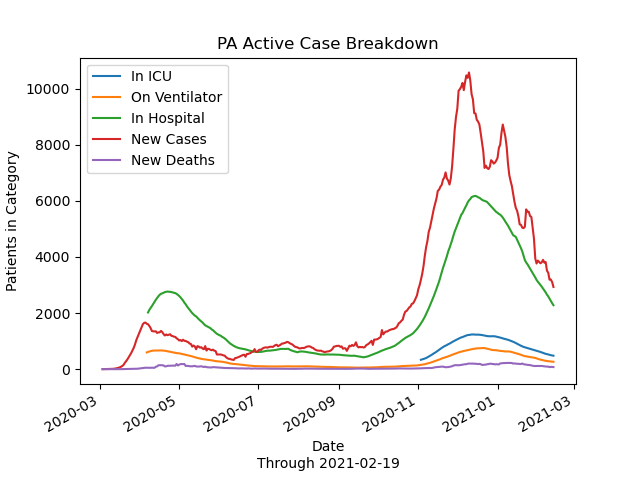 PA Active Case Breakdown
In ICU
On Ventilator
In Hospital
New Cases
New Deaths
Patients in Category
10000
8000
6000
4000
2000
0
2020-03
2020-05
2020-07
2020-09
2020-11
2021-01
2021-03
Date
Through 2021-02-19